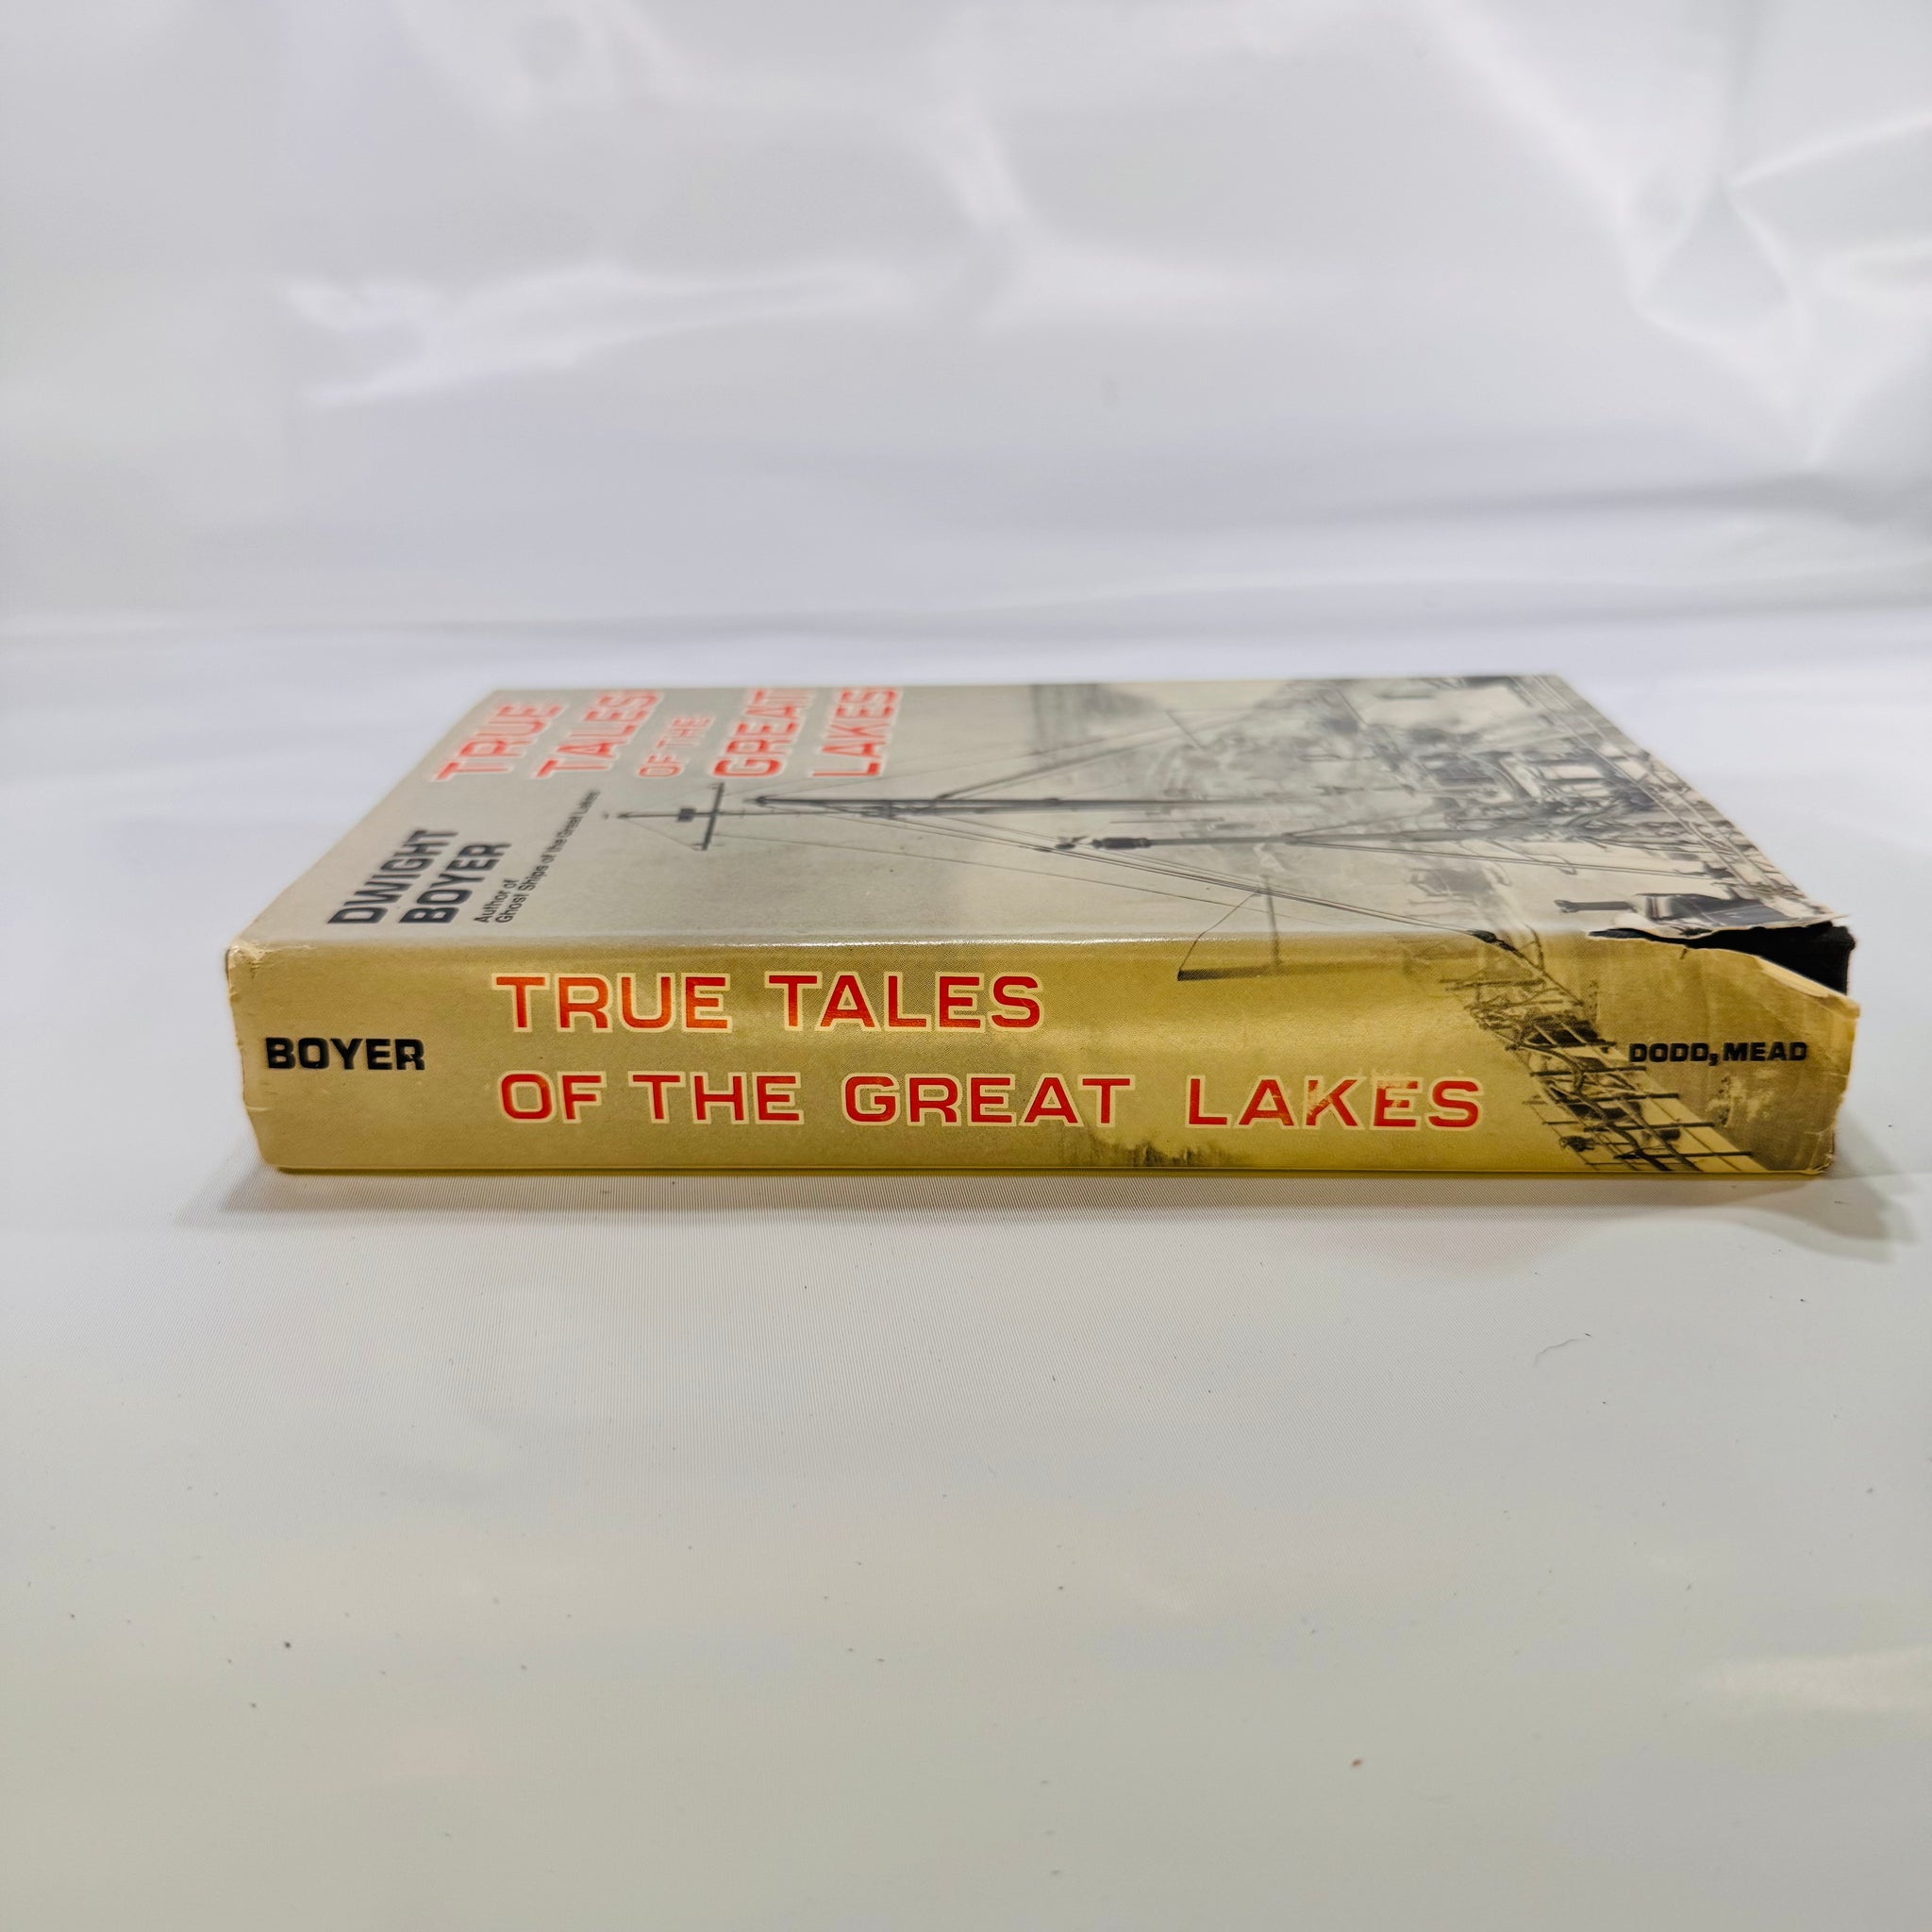 TRUE
TALES
OF THE
GREAT
LAKES
DWIGHT
BOYER
Author of
Ghost Ships of the Great Lakes
BOYER
TRUE TALES
OF THE GREAT LAKES
DODD, MEAD